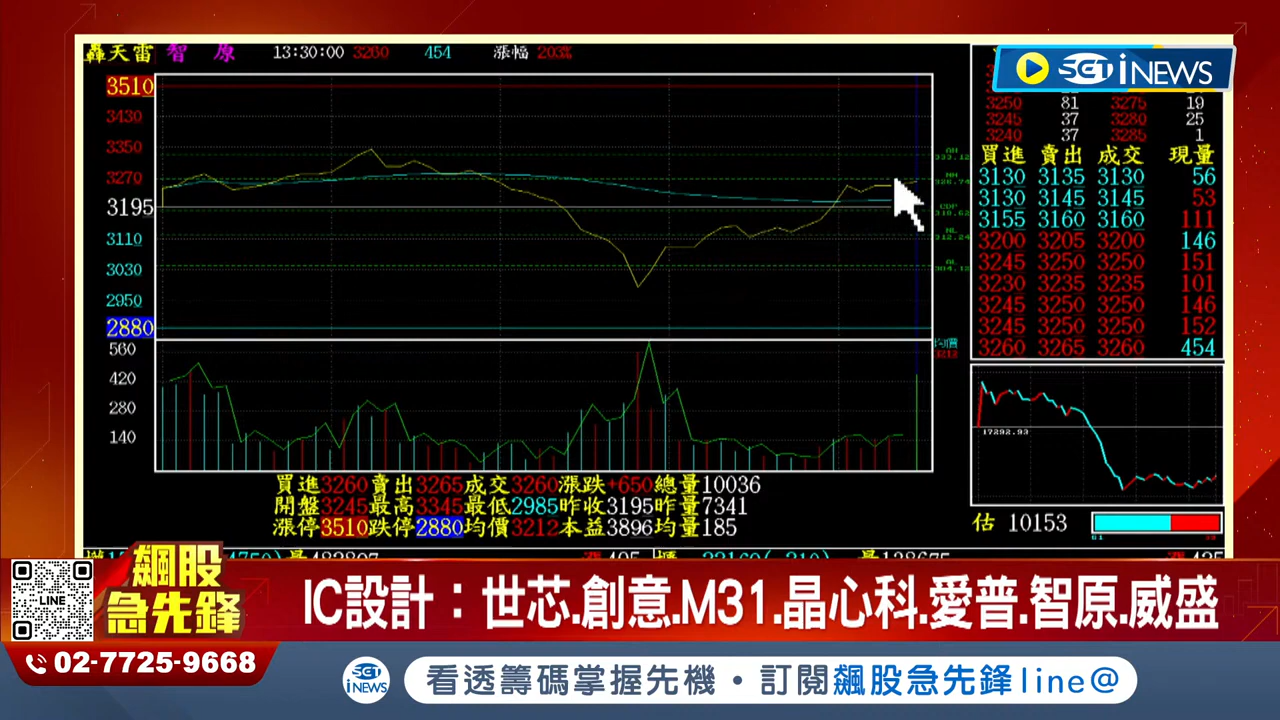 轟天雷 智 原 13:30:00 3260 454 漲幅 203%
SET iNEWS
3510
3430
3350
3270
3195
3110
3030
2950
2880
560
420
280
140
3250 81 3275 19
3245 37 3280 25
3240 37 3285 1
買進 賣出 成交 現量
3130 3135 3130 56
3130 3145 3145 53
3155 3160 3160 111
3200 3205 3200 146
3245 3250 3250 151
3230 3235 3235 101
3245 3250 3250 146
3245 3250 3250 152
3260 3265 3260 454
17292.93
估 10153
買進3260賣出3265成交3260漲跌+650總量10036
開盤3245最高3345最低2985昨收3195昨量7341
漲停3510跌停2880均價3212本益3896均量185
LINE
飆股
急先鋒
IC設計：世芯.創意.M31.晶心科.愛普.智原.威盛
02-7725-9668
SET iNEWS
看透籌碼掌握先機・訂閱飆股急先鋒line@